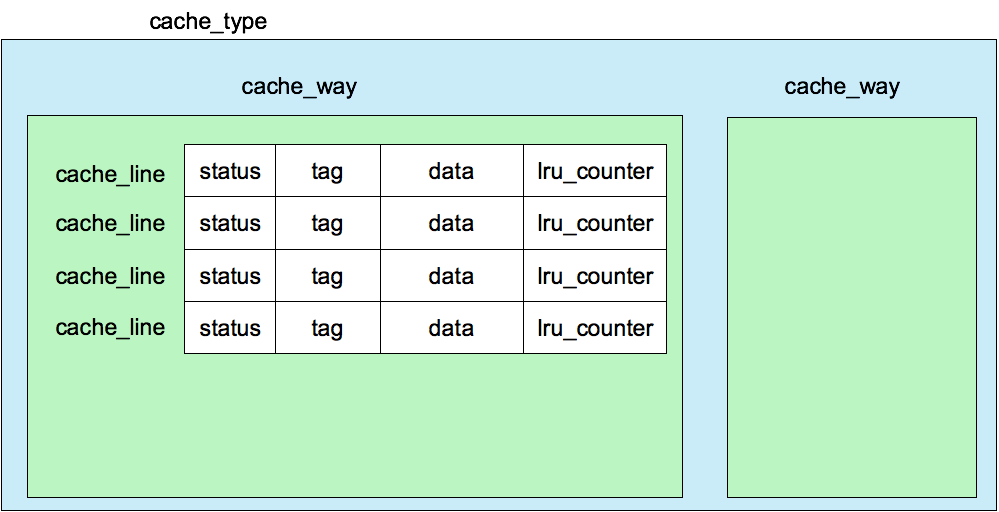 cache_type
cache_way cache_way
cache_line status tag data lru_counter
cache_line status tag data lru_counter
cache_line status tag data lru_counter
cache_line status tag data lru_counter